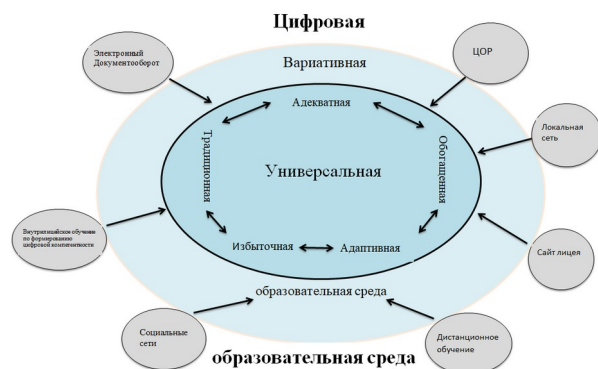 Цифровая
Электронный
Документооборот
ЦОР
Вариативная
Адекватная
Традиционная
Обогащенная
Универсальная
Локальная
сеть
Внутрилицейское обучение
по формированию
цифровой компетентности
Избыточная
Адаптивная
Сайт лицея
образовательная среда
Социальные
сети
Дистанционное
обучение
образовательная среда